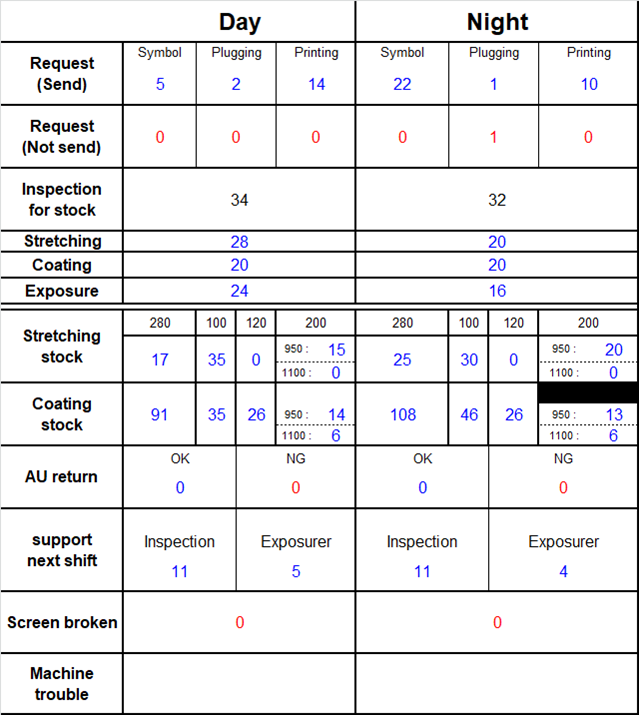 Day Night
Request (Send) Symbol Plugging Printing Symbol Plugging Printing
5 2 14 22 1 10
Request (Not send) 0 0 0 0 1 0
Inspection for stock 34 32
Stretching 28 20
Coating 20 20
Exposure 24 16
Stretching stock 280 100 120 200 280 100 120 200
17 35 0 950 : 15 25 30 0 950 : 20
1100 : 0 1100 : 0
Coating stock 91 35 26 950 : 14 108 46 26 950 : 13
1100 : 6 1100 : 6
AU return OK NG OK NG
0 0 0 0
support next shift Inspection Exposurer Inspection Exposurer
11 5 11 4
Screen broken 0 0
Machine trouble